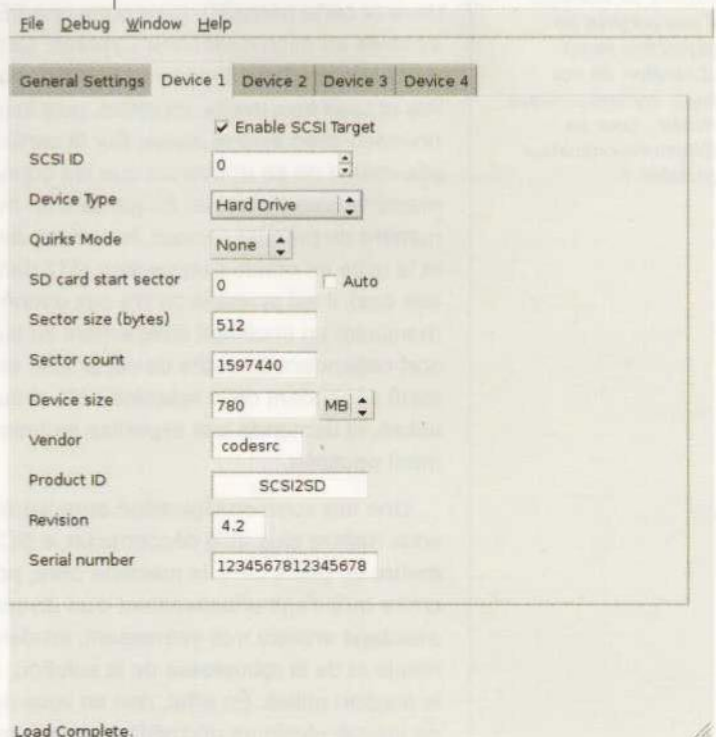 File Debug Window Help
General Settings Device 1 Device 2 Device 3 Device 4
Enable SCSI Target
SCSI ID 0
Device Type Hard Drive
Quirks Mode None
SD card start sector 0 Auto
Sector size (bytes) 512
Sector count 1597440
Device size 780 MB
Vendor codesrc
Product ID SCSI2SD
Revision 4.2
Serial number 1234567812345678
Load Complete.